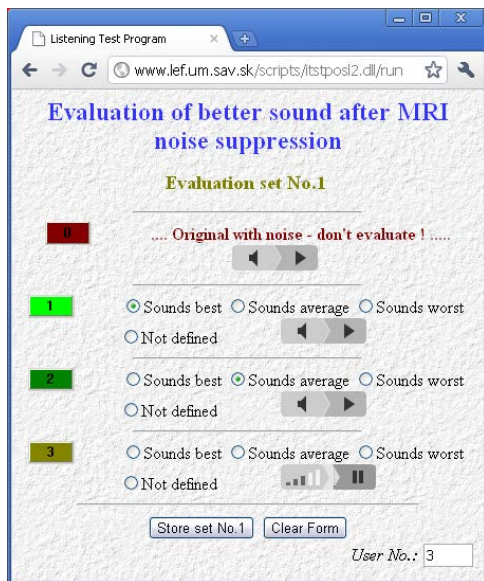 Listening Test Program
www.lef.um.sav.sk/scripts/itstposl2.dll/run
Evaluation of better sound after MRI
noise suppression
Evaluation set No.1
0
.... Original with noise - don't evaluate ! .....
1
Sounds best Sounds average Sounds worst
Not defined
2
Sounds best Sounds average Sounds worst
Not defined
3
Sounds best Sounds average Sounds worst
Not defined
Store set No.1 Clear Form
User No.: 3